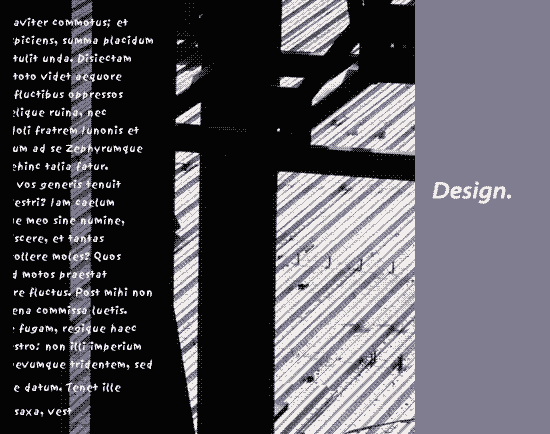 aviter commotus; et
piciens, summa placidum
tulit unda. Disiectam
toto videt aequore
fluctibus oppressos
elique ruina, nec
Doli fratrem Iunonis et
um ad se Zephyrumque
ehinc talia fatur.
vos generis tenuit
estri? Iam caelum
e meo sine numine,
scere, et tantas
ollere moles? Quos
d motos praestat
re fluctus. Post mihi non
ena commissa luetis.
fugam, regique haec
stro: non illi imperium
evumque tridentem, sed
e datum. Tenet ille
saxa, vest
Design.